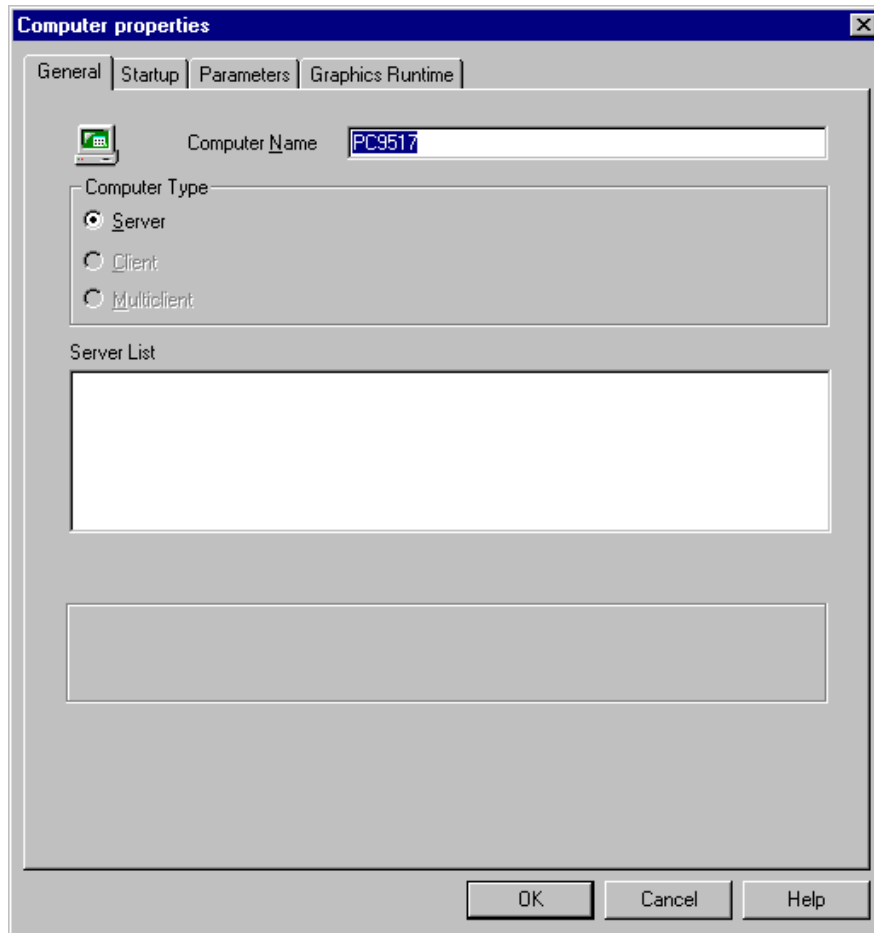 Computer properties
General Startup Parameters Graphics Runtime
Computer Name PC9517
Computer Type
Server
Client
Multiclient
Server List
OK Cancel Help